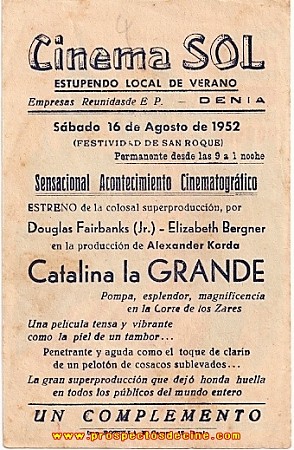 4
Cinema SOL
ESTUPENDO LOCAL DE VERANO
Empresas Reunidas de E P. — DENIA
Sábado 16 de Agosto de 1952
(FESTIVIDAD DE SAN ROQUE)
Permanente desde las 9 a 1 noche
Sensacional Acontecimiento Cinematográfico
ESTRENO de la colosal superproducción, por
Douglas Fairbanks (Jr.) - Elizabeth Bergner
en la producción de Alexander Korda
Catalina la GRANDE
Pompa, esplendor, magnificencia
en la Corre de los Zares
Una película tensa y vibrante
como la piel de un tambor...
Penetrante y aguda como el toque de clarín
de un pelotón de cosacos sublevados...
La gran superproducción que dejó honda huella
en todos los públicos del mundo entero
UN COMPLEMENTO
www.prospectosdecine.com